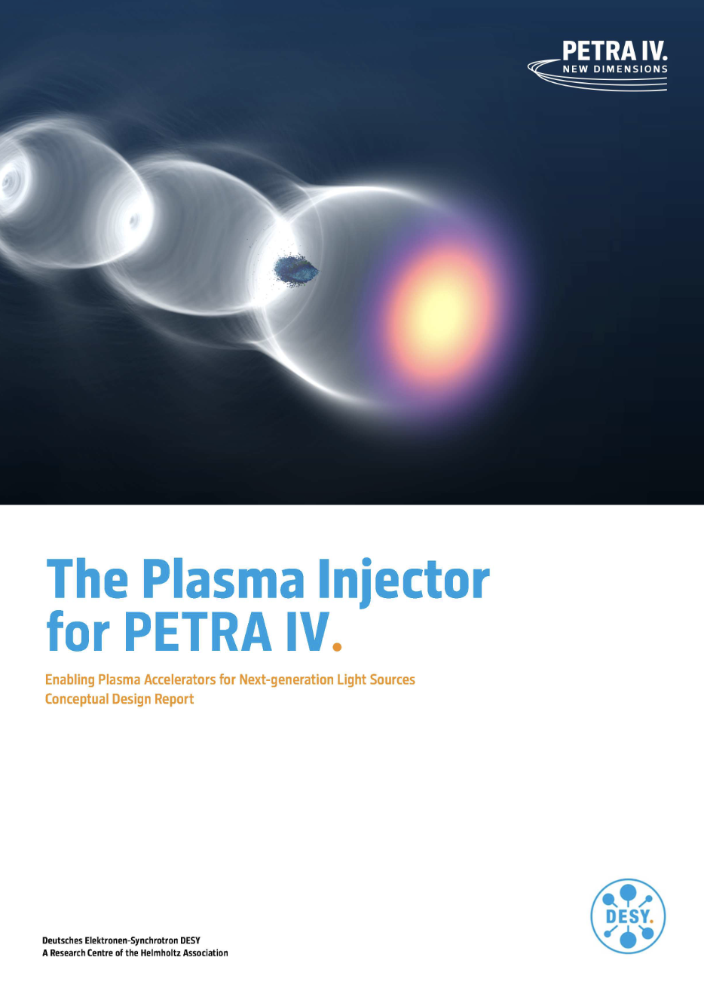 PETRA IV.
NEW DIMENSIONS
The Plasma Injector
for PETRA IV.
Enabling Plasma Accelerators for Next-generation Light Sources
Conceptual Design Report
DESY.
Deutsches Elektronen-Synchrotron DESY
A Research Centre of the Helmholtz Association